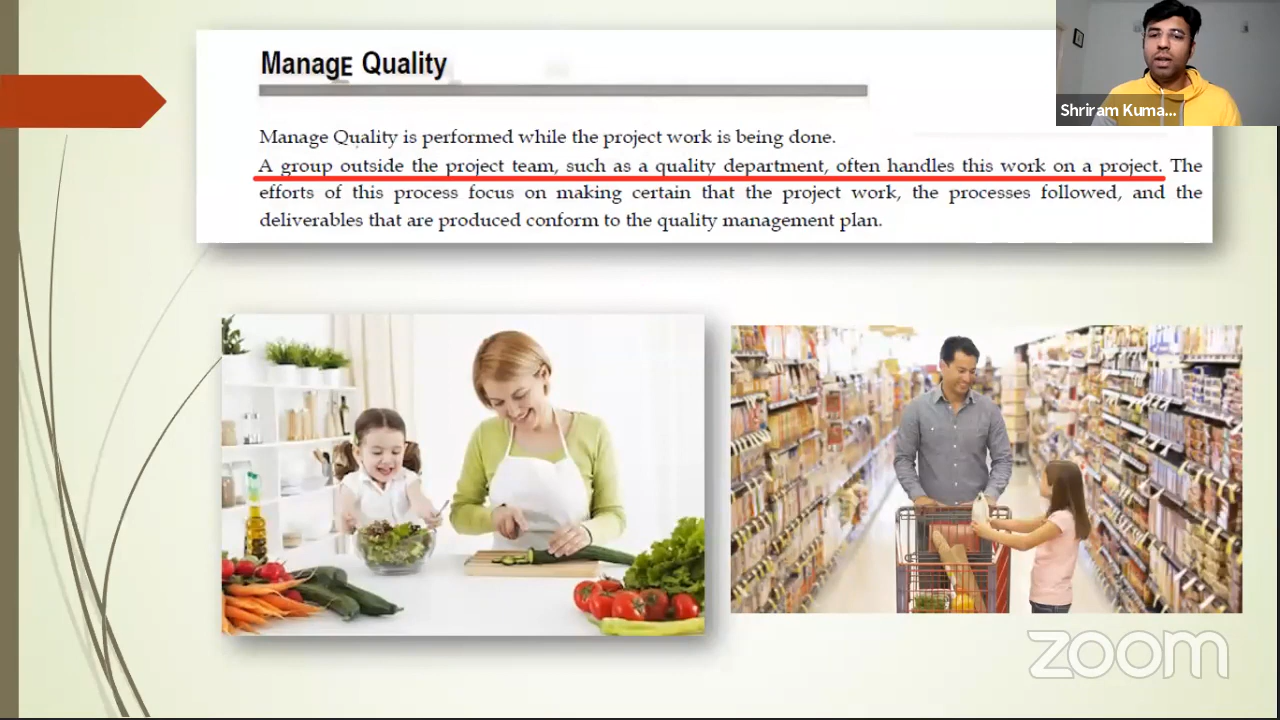 ManagE Quality
Shriram Kuma...
Manage Quality is performed while the project work is being done.
A group outside the project team, such as a quality department, often handles this work on a project. The
efforts of this process focus on making certain that the project work, the processes followed, and the
deliverables that are produced conform to the quality management plan.
zoom